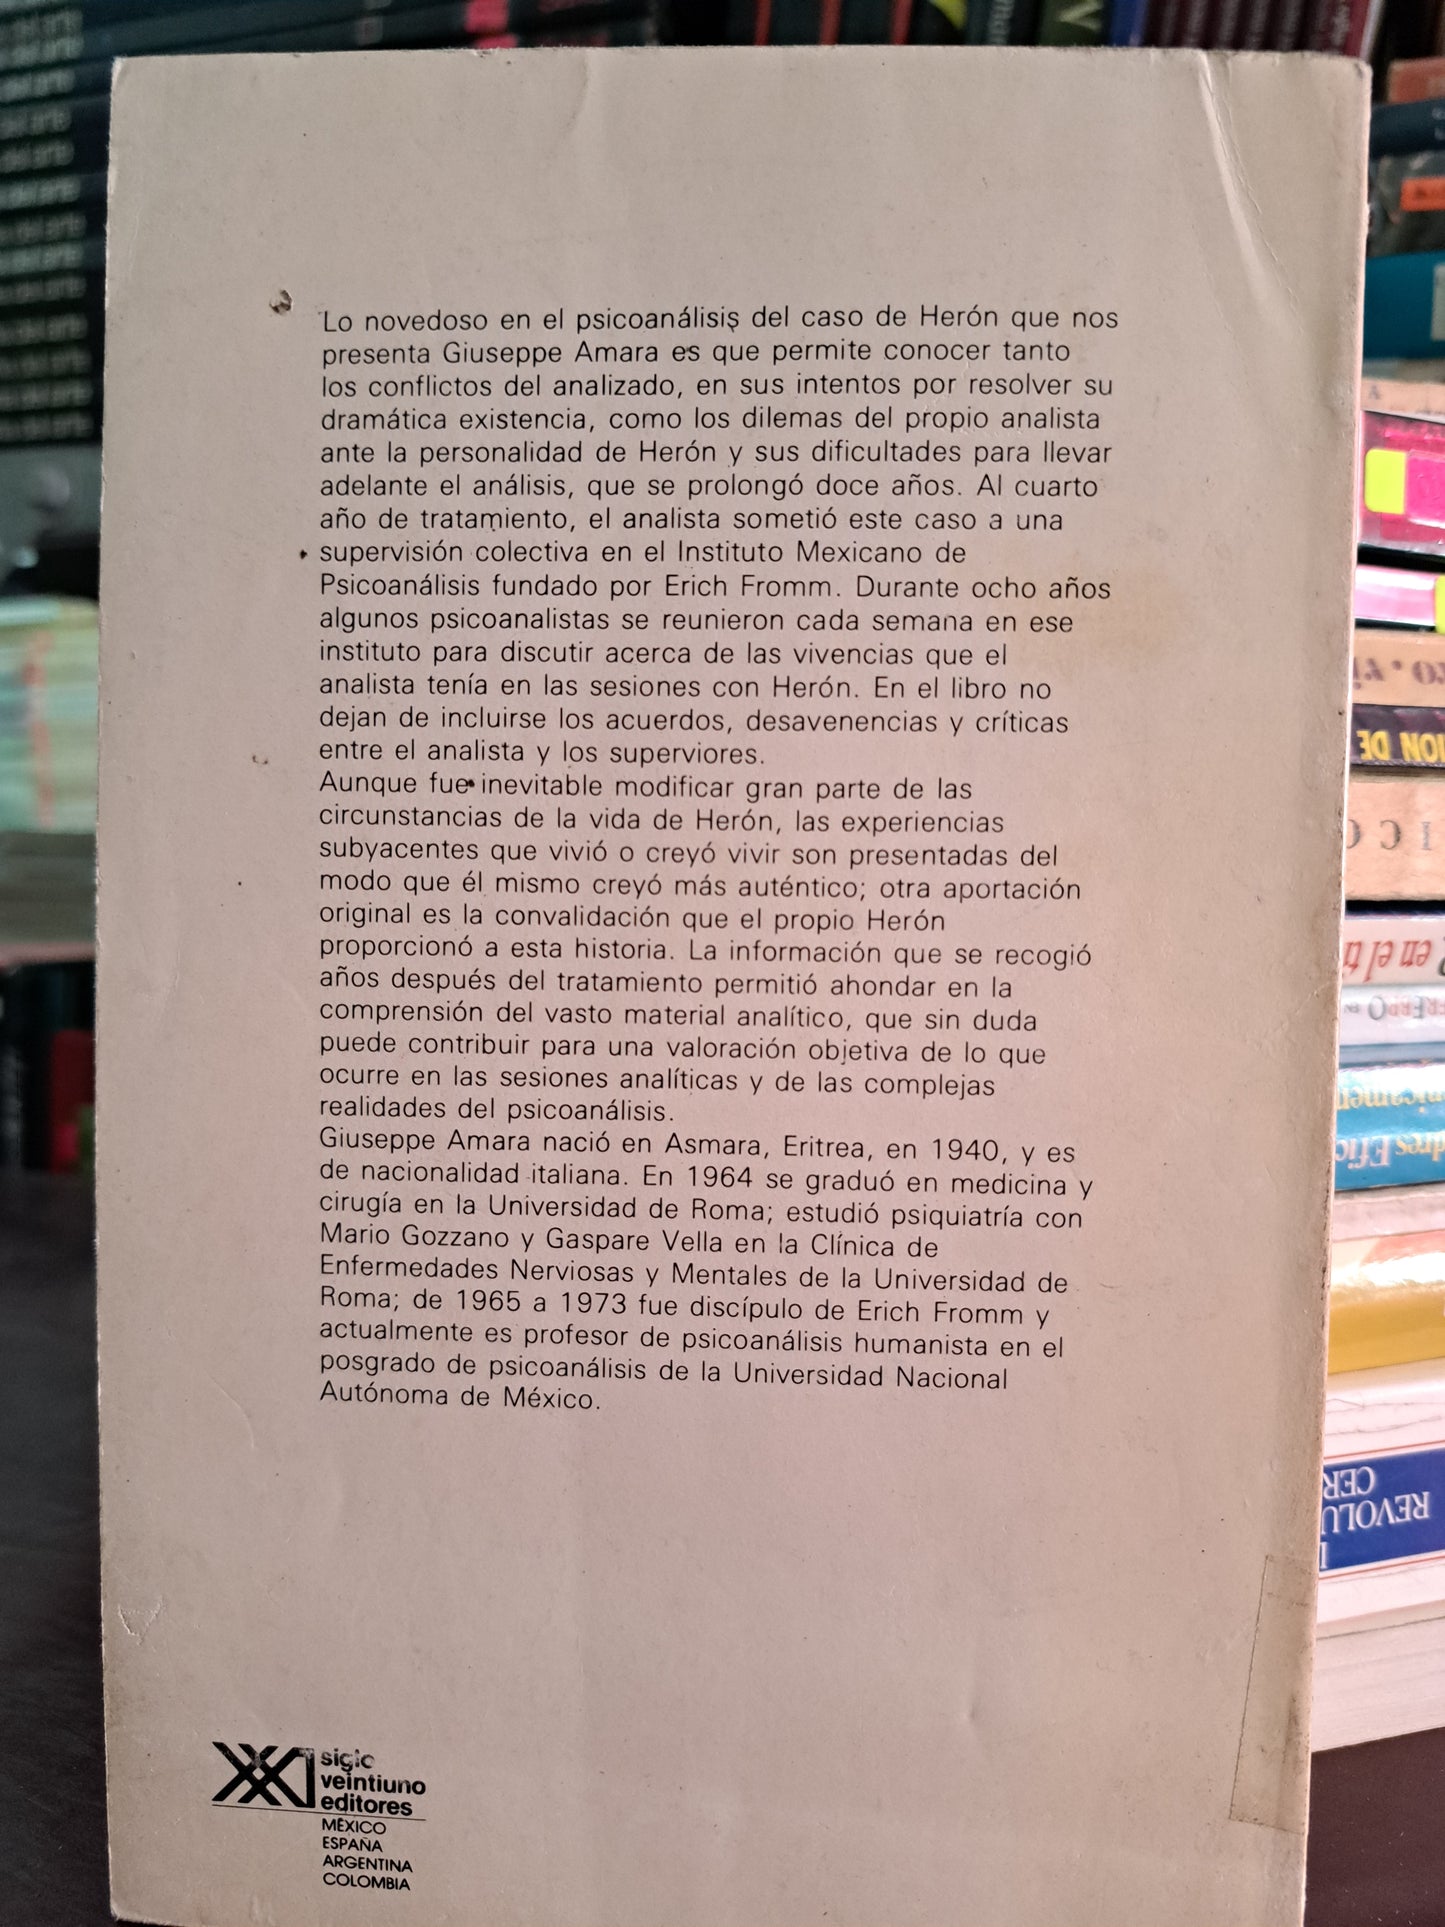 Lo novedoso en el psicoanálisis del caso de Herón que nos
presenta Giuseppe Amara es que permite conocer tanto
los conflictos del analizado, en sus intentos por resolver su
dramática existencia, como los dilemas del propio analista
ante la personalidad de Herón y sus dificultades para llevar
adelante el análisis, que se prolongó doce años. Al cuarto
año de tratamiento, el analista sometió este caso a una
supervisión colectiva en el Instituto Mexicano de
Psicoanálisis fundado por Erich Fromm. Durante ocho años
algunos psicoanalistas se reunieron cada semana en ese
instituto para discutir acerca de las vivencias que el
analista tenía en las sesiones con Herón. En el libro no
dejan de incluirse los acuerdos, desavenencias y críticas
entre el analista y los superviores.
Aunque fue inevitable modificar gran parte de las
circunstancias de la vida de Herón, las experiencias
subyacentes que vivió o creyó vivir son presentadas del
modo que él mismo creyó más auténtico; otra aportación
original es la convalidación que el propio Herón
proporcionó a esta historia. La información que se recogió
años después del tratamiento permitió ahondar en la
comprensión del vasto material analítico, que sin duda
puede contribuir para una valoración objetiva de lo que
ocurre en las sesiones analíticas y de las complejas
realidades del psicoanálisis.
Giuseppe Amara nació en Asmara, Eritrea, en 1940, y es
de nacionalidad italiana. En 1964 se graduó en medicina y
cirugía en la Universidad de Roma; estudió psiquiatría con
Mario Gozzano y Gaspare Vella en la Clínica de
Enfermedades Nerviosas y Mentales de la Universidad de
Roma; de 1965 a 1973 fue discípulo de Erich Fromm y
actualmente es profesor de psicoanálisis humanista en el
posgrado de psicoanálisis de la Universidad Nacional
Autónoma de México.
siglo
veintiuno
editores
MÉXICO
ESPAÑA
ARGENTINA
COLOMBIA
ION DE
en el
REVOLU
CER